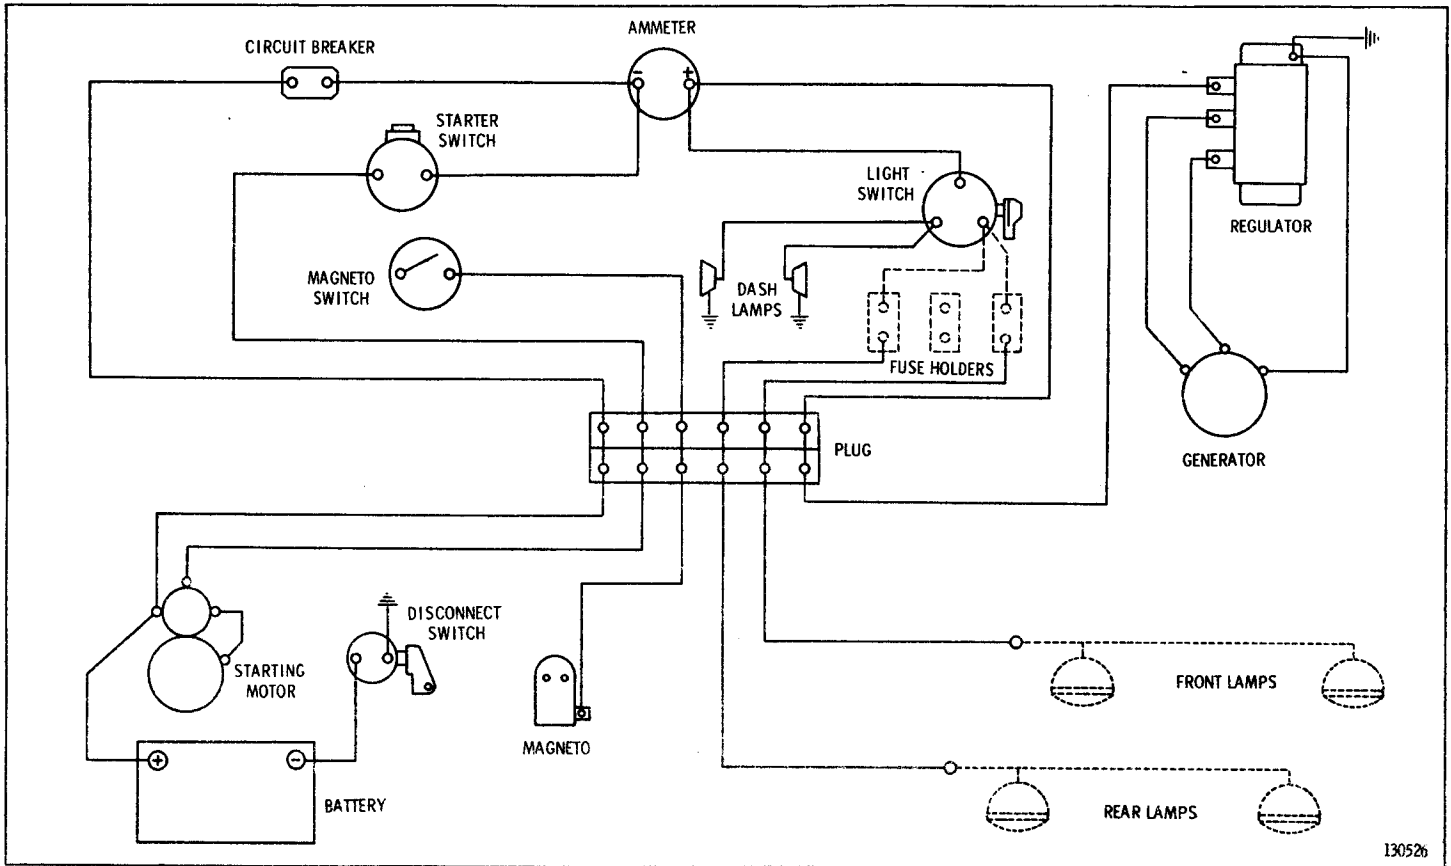 AMMETER
CIRCUIT BREAKER
- +
STARTER
SWITCH
LIGHT
SWITCH
REGULATOR
MAGNETO
SWITCH
DASH
LAMPS
FUSE HOLDERS
PLUG
GENERATOR
DISCONNECT
SWITCH
STARTING
MOTOR
FRONT LAMPS
MAGNETO
+ -
BATTERY
REAR LAMPS
130526